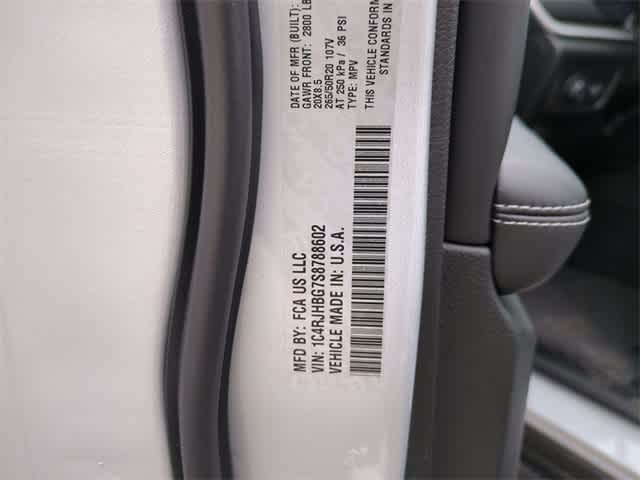 MFD BY: FCA US LLC
VIN: 1C4RJHBG7S8788602
VEHICLE MADE IN: U.S.A.
DATE OF MFR (BUILT):
GAWR FRONT: 2800 LB
20X8.5
265/50R20 107V
AT 250 kPa / 36 PSI
TYPE: MPV
THIS VEHICLE CONFORM
STANDARDS IN